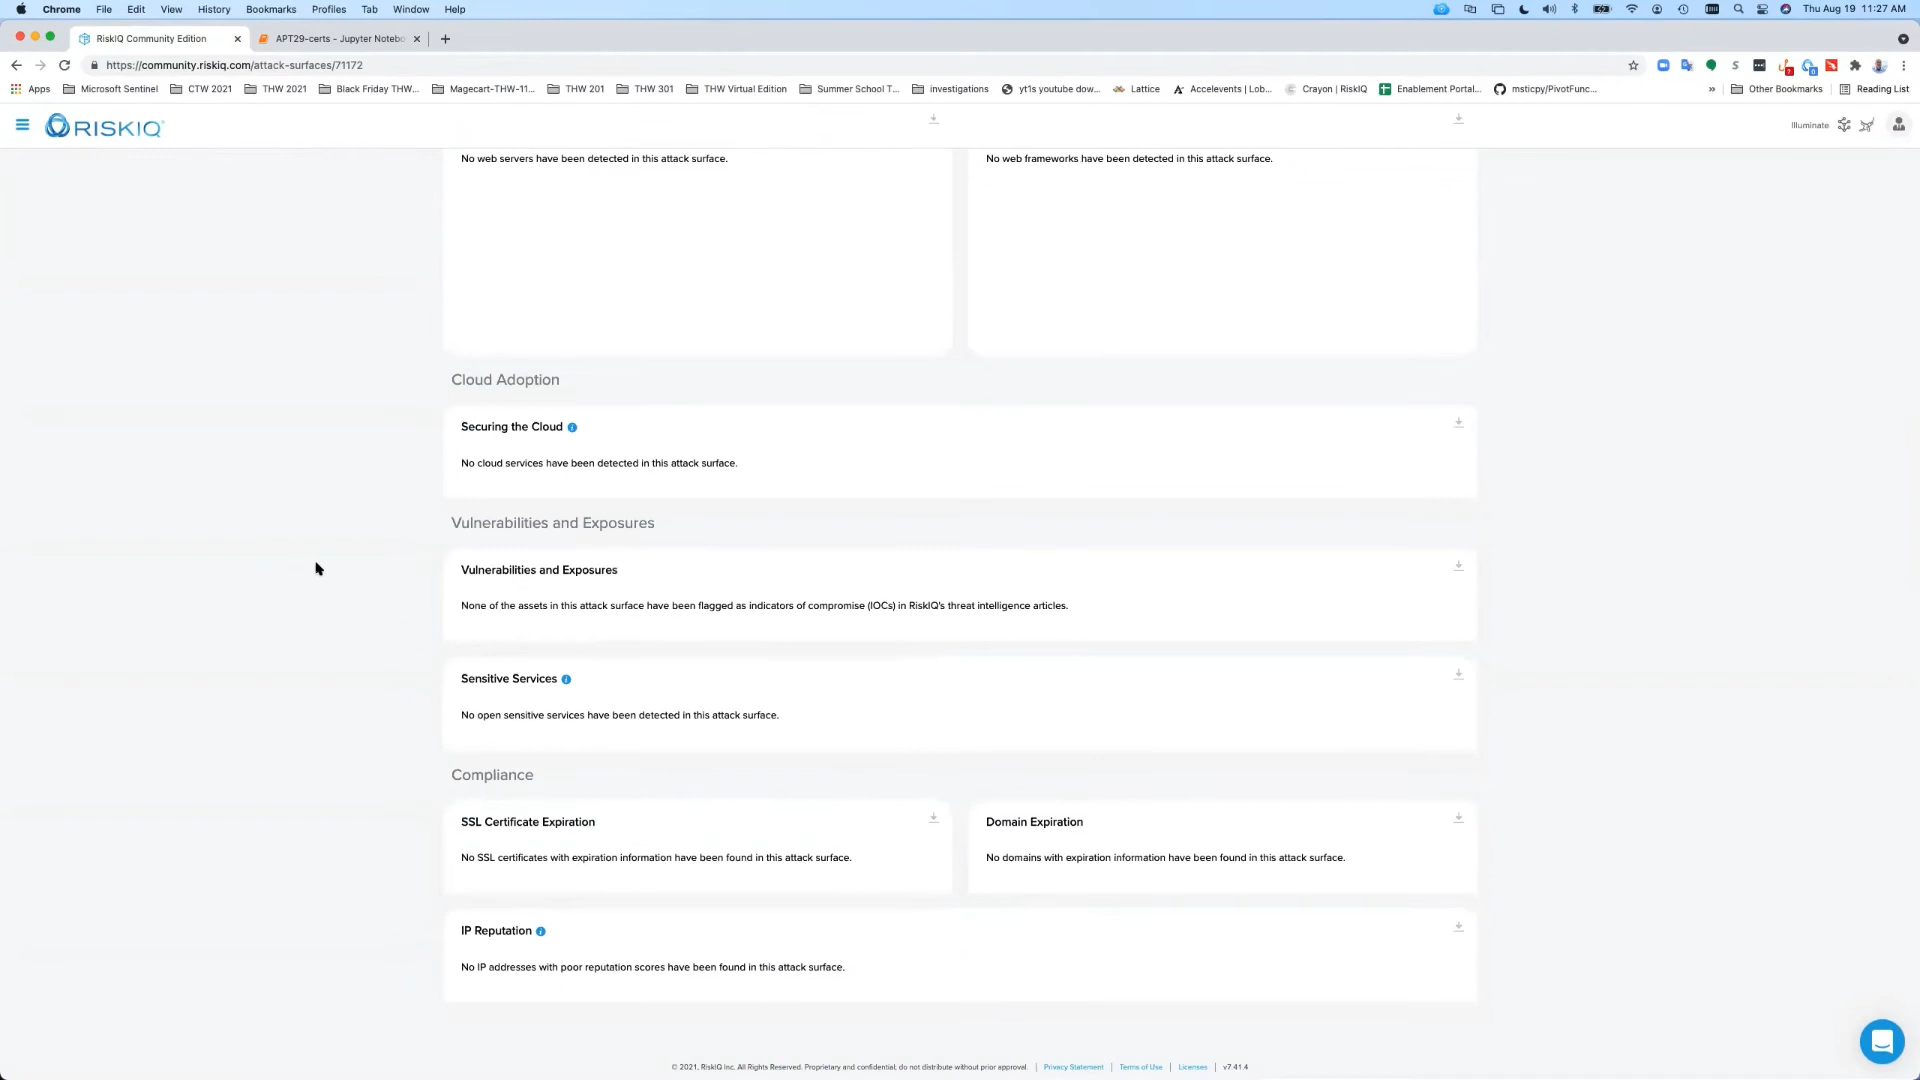 Chrome File Edit View History Bookmarks Profiles Tab Window Help Thu Aug 19 11:27 AM
RiskIQ Community Edition APT29-certs - Jupyter Notebo
https://community.riskiq.com/attack-surfaces/71172
Apps Microsoft Sentinel CTW 2021 THW 2021 Black Friday THW... Magecart-THW-11... THW 201 THW 301 THW Virtual Edition Summer School T... investigations yt1s youtube dow... Lattice Accelevents | Lob... Crayon | RiskIQ Enablement Portal... msticpy/PivotFunc... » Other Bookmarks Reading List
RISKIQ Illuminate
No web servers have been detected in this attack surface. No web frameworks have been detected in this attack surface.
Cloud Adoption
Securing the Cloud
No cloud services have been detected in this attack surface.
Vulnerabilities and Exposures
Vulnerabilities and Exposures
None of the assets in this attack surface have been flagged as indicators of compromise (IOCs) in RiskIQ's threat intelligence articles.
Sensitive Services
No open sensitive services have been detected in this attack surface.
Compliance
SSL Certificate Expiration Domain Expiration
No SSL certificates with expiration information have been found in this attack surface. No domains with expiration information have been found in this attack surface.
IP Reputation
No IP addresses with poor reputation scores have been found in this attack surface.
© 2021, RiskIQ Inc. All Rights Reserved. Proprietary and confidential; do not distribute without prior approval. | Privacy Statement | Terms of Use | Licenses | v7.41.4